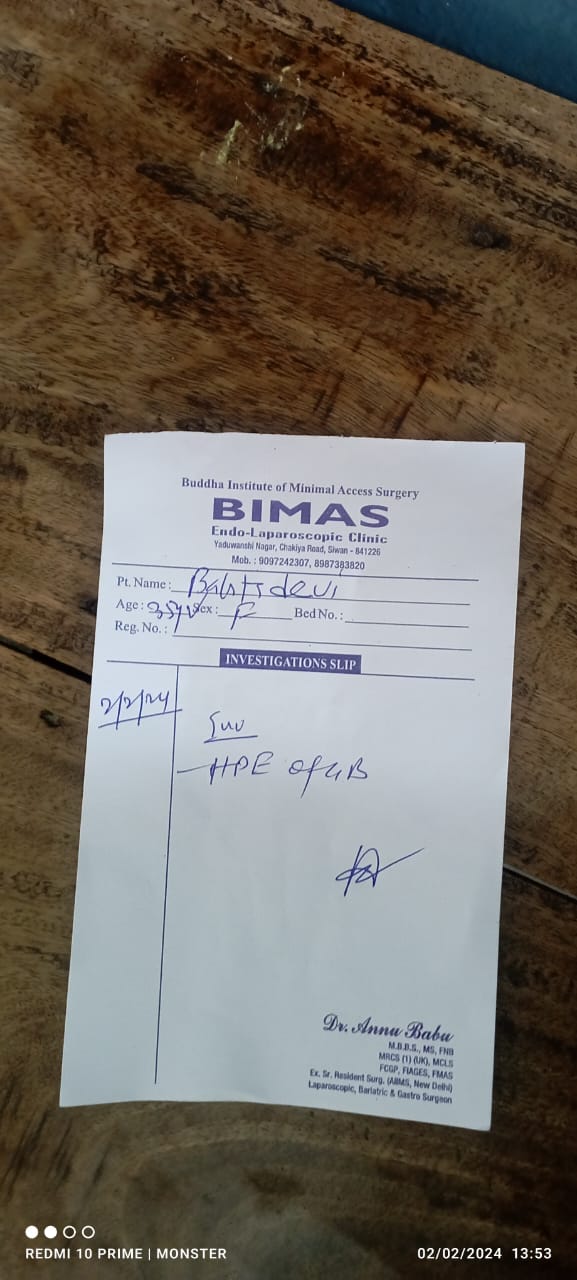 Buddha Institute of Minimal Access Surgery
BIMAS
Endo-Laparoscopic Clinic
Yaduwanshi Nagar, Chakiya Road, Siwan - 841226
Mob. : 9097242307, 8987383820
Pt. Name : devi
Age : 35yrs Sex : F Bed No. :
Reg. No. :
INVESTIGATIONS SLIP
2/2/24
Inv
HPE of GB
Dr. Annu Babu
M.B.B.S., MS, FNB
MRCS (1) (UK), MCLS
FCGP, FIAGES, FMAS
Ex. Sr. Resident Surg. (AIIMS, New Delhi)
Laparoscopic, Bariatric & Gastro Surgeon
REDMI 10 PRIME | MONSTER
02/02/2024 13:53